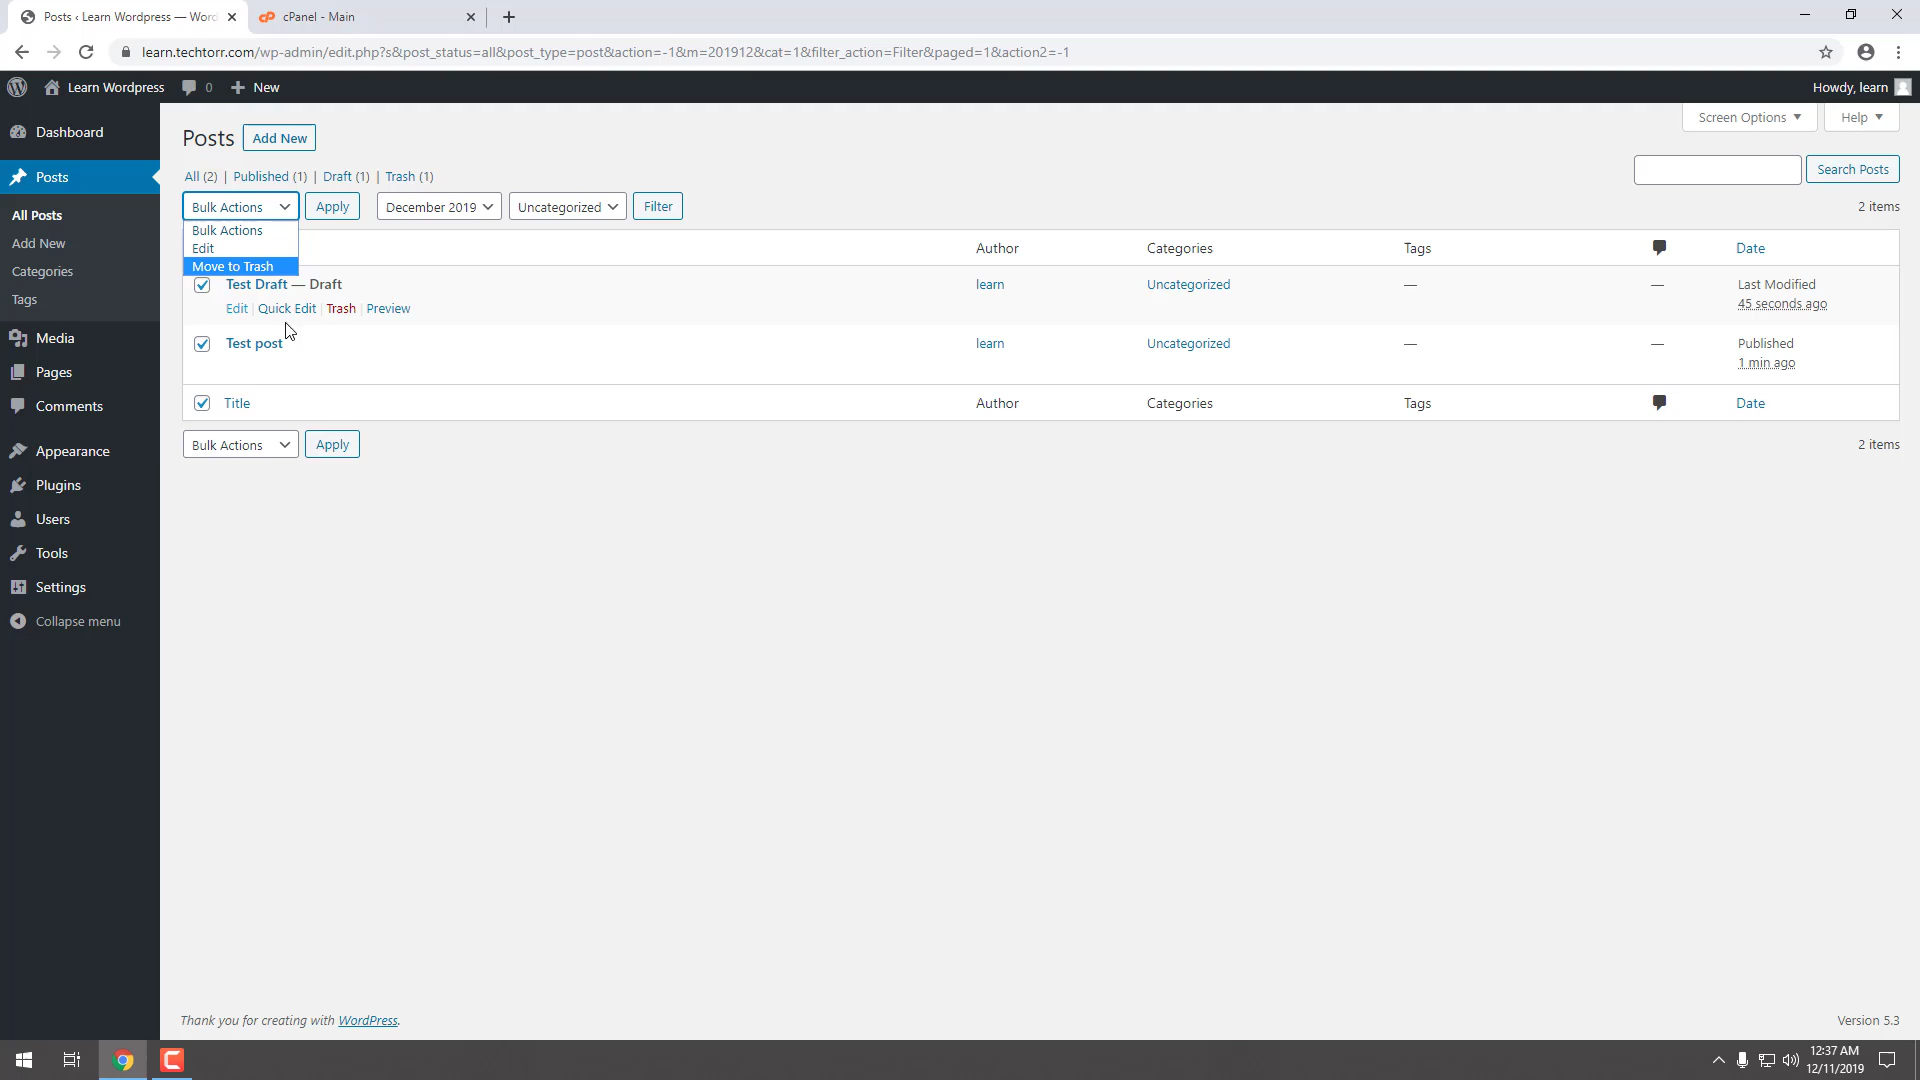 Posts ‹ Learn Wordpress — Word
cPanel - Main
learn.techtorr.com/wp-admin/edit.php?s&post_status=all&post_type=post&action=-1&m=201912&cat=1&filter_action=Filter&paged=1&action2=-1
Learn Wordpress 0 New Howdy, learn
Dashboard
Posts
All Posts
Add New
Categories
Tags
Media
Pages
Comments
Appearance
Plugins
Users
Tools
Settings
Collapse menu
Screen Options Help
Posts Add New
Search Posts
All (2) | Published (1) | Draft (1) | Trash (1)
Bulk Actions Apply December 2019 Uncategorized Filter 2 items
Bulk Actions
Edit
Move to Trash
Author Categories Tags Date
Test Draft — Draft learn Uncategorized — — Last Modified
45 seconds ago
Edit | Quick Edit | Trash | Preview
Test post learn Uncategorized — — Published
1 min ago
Title Author Categories Tags Date
Bulk Actions Apply 2 items
Thank you for creating with WordPress. Version 5.3
12:37 AM
12/11/2019